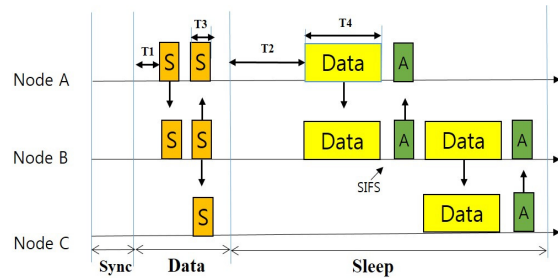 T1 T3 T2 T4
Node A S S Data A
Node B S S Data A Data A
SIFS
Node C S Data A
Sync Data Sleep